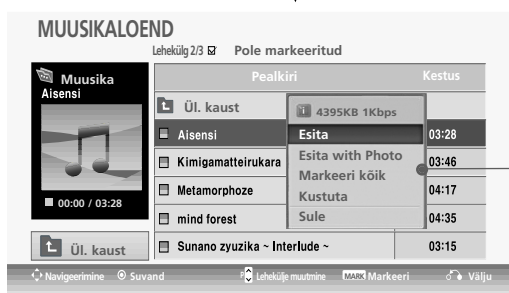 MUUSIKALOEND
Lehekülg 2/3 Pole markeeritud
Muusika
Aisensi
00:00 / 03:28
Ül. kaust
Pealkiri Kestus
Ül. kaust
Aisensi 03:28
Kimigamatteirukara 03:46
Metamorphoze 04:17
mind forest 04:35
Sunano zyuzika ~ Interlude ~ 03:15
4395KB 1Kbps
Esita
Esita with Photo
Markeeri kõik
Kustuta
Sule
Navigeerimine Suvand P Lehekülje muutmine MARK Markeeri Välju